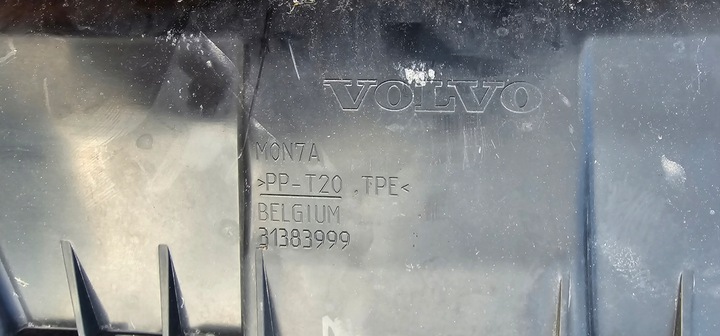 VOLVO
MON7A
>PP-T20 TPE<
BELGIUM
31383999